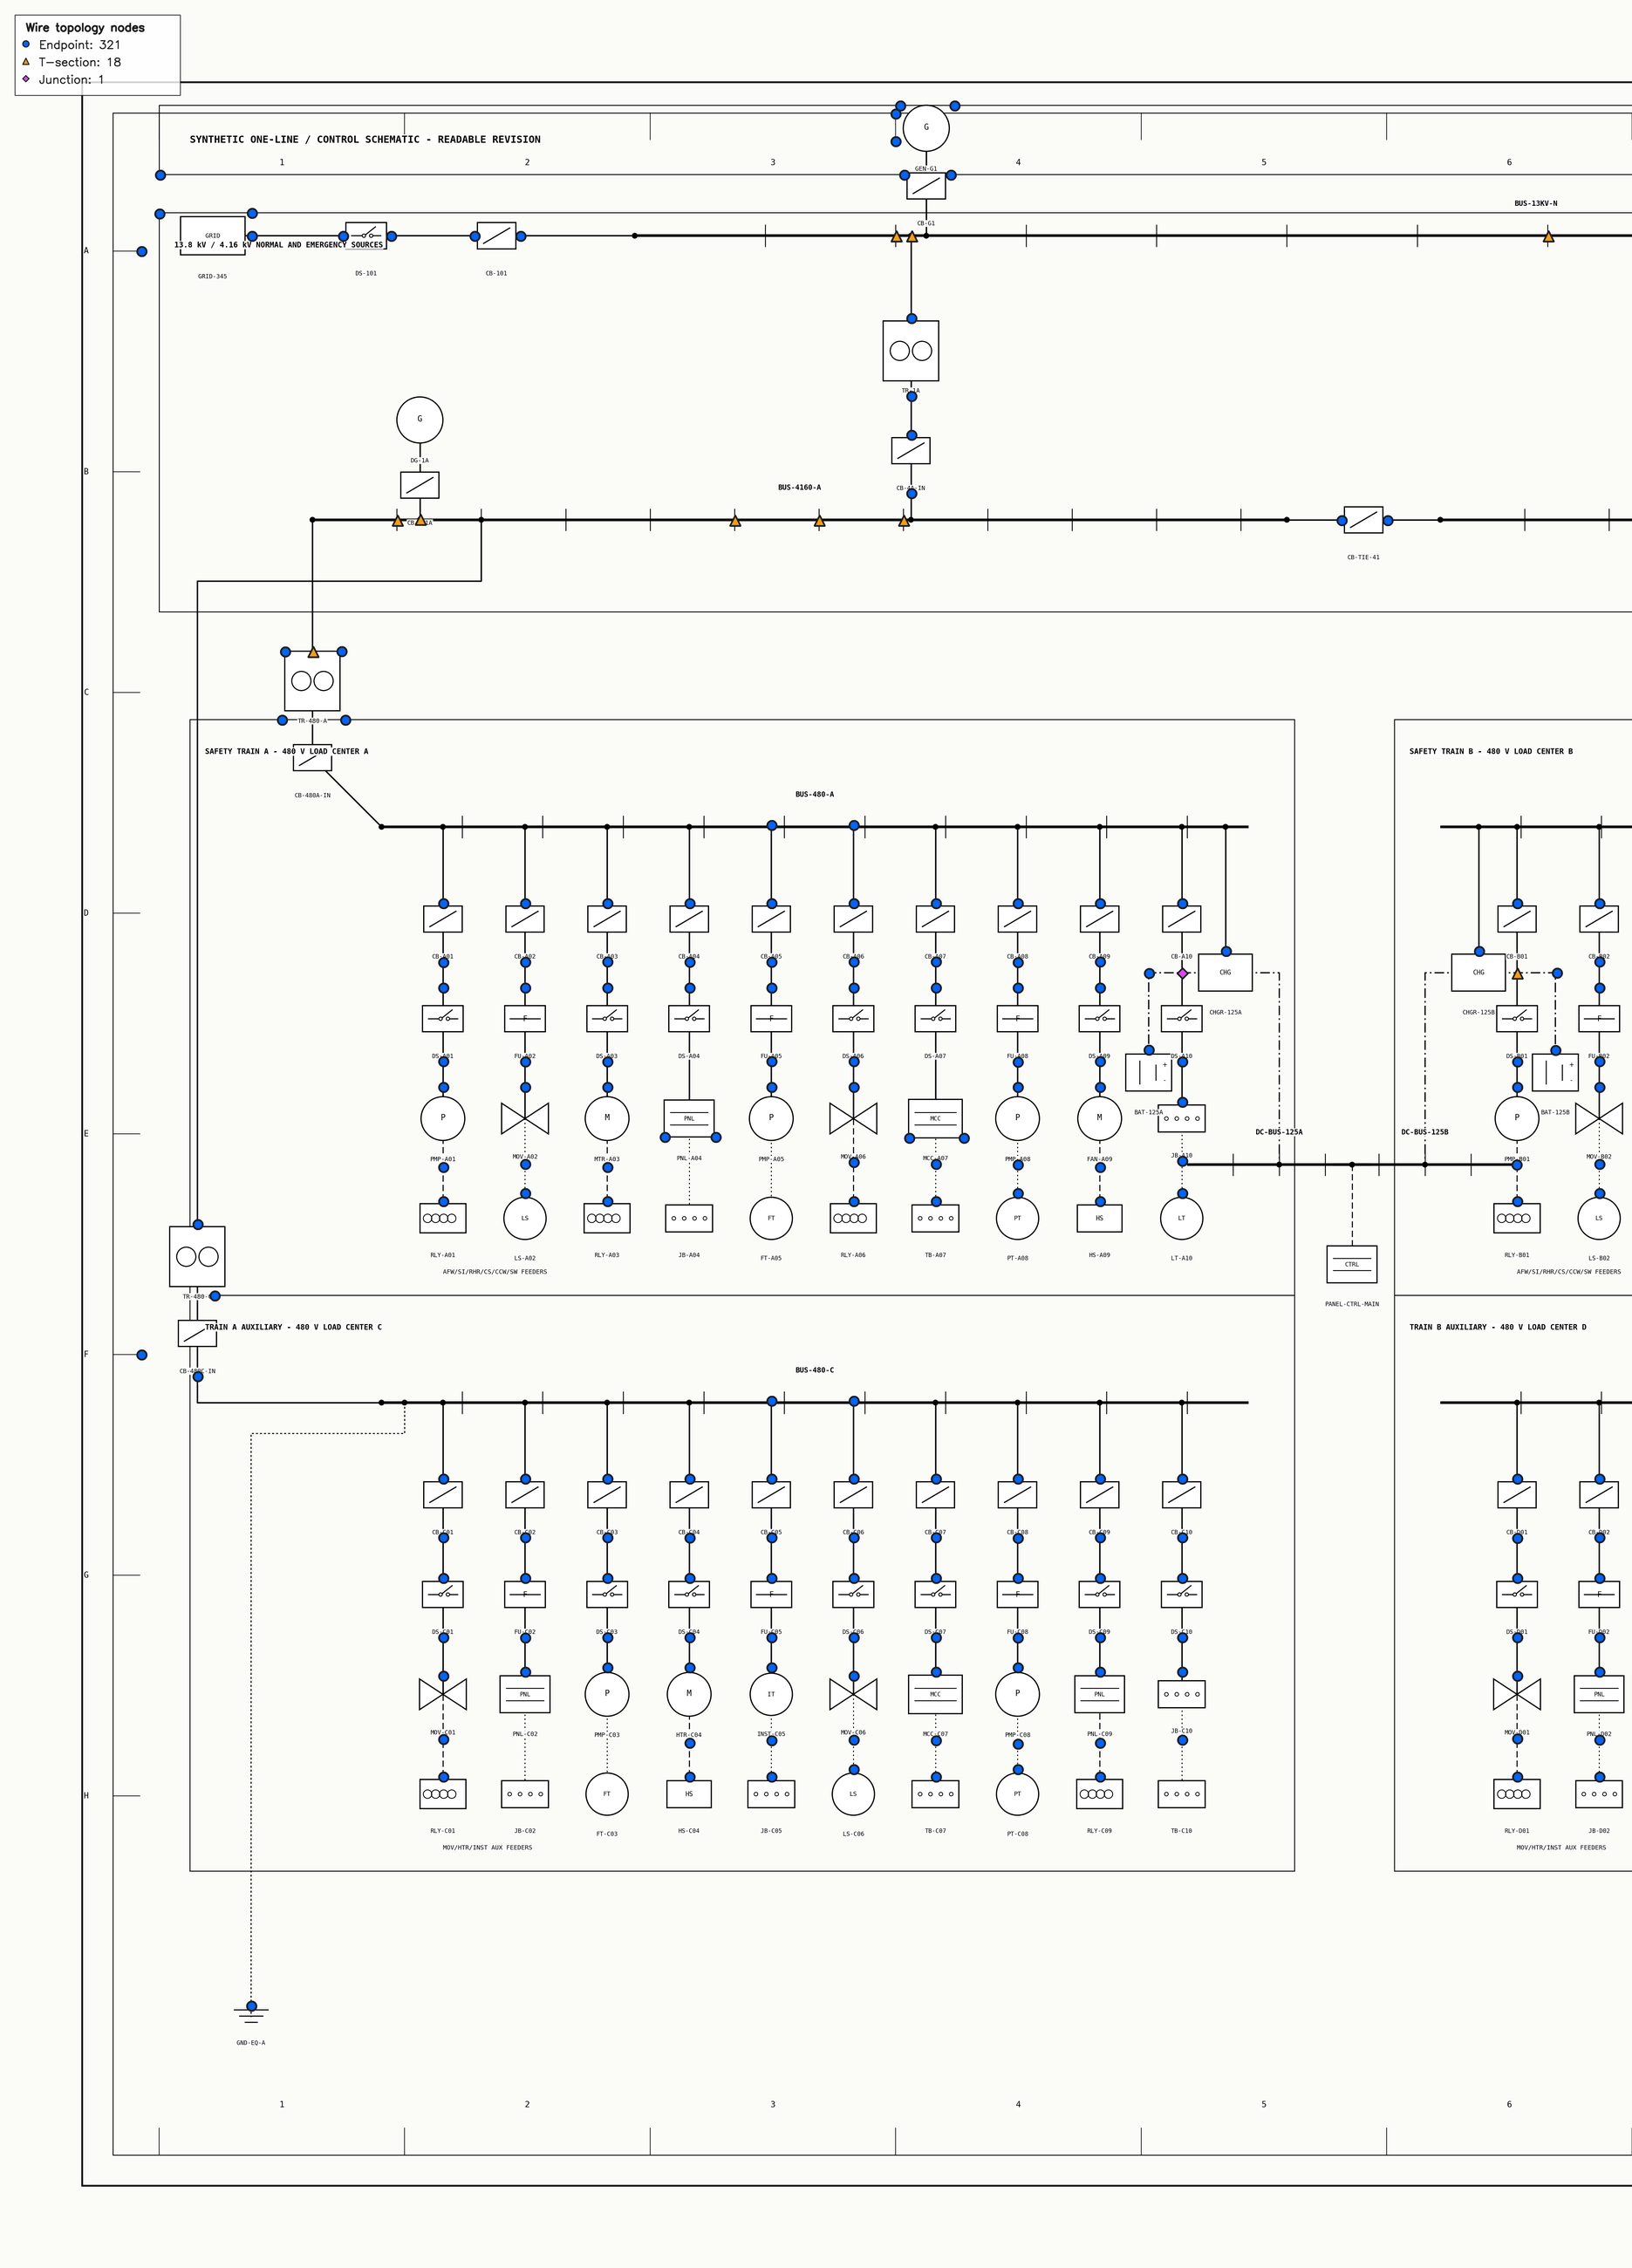 Wire topology nodes
Endpoint: 321
T-section: 18
Junction: 1
SYNTHETIC ONE-LINE / CONTROL SCHEMATIC - READABLE REVISION
G
1 2 3 4 5 6
GEN-G1
BUS-13KV-N
CB-G1
GRID
A
13.8 kV / 4.16 kV NORMAL AND EMERGENCY SOURCES
GRID-345 DS-101 CB-101
TR-1A
G
DG-1A
B
BUS-4160-A
CB-TIE-41
C
TR-480-A
SAFETY TRAIN A - 480 V LOAD CENTER A
SAFETY TRAIN B - 480 V LOAD CENTER B
CB-480A-IN
BUS-480-A
D
CB-A01 CB-A02 CB-A03 CB-A04 CB-A05 CB-A06 CB-A07 CB-A08 CB-A09 CB-A10 CB-B01 CB-B02
CHG CHG
CHGR-125A CHGR-125B
F F F F
DS-A01 FU-A02 DS-A03 DS-A04 FU-A05 DS-A06 DS-A07 FU-A08 DS-A09 DS-A10 DS-B01 FU-B02
+ - + -
BAT-125A BAT-125B
P M PNL P MCC P M P
E
DC-BUS-125A DC-BUS-125B
PMP-A01 MOV-A02 MTR-A03 PNL-A04 PMP-A05 MOV-A06 MCC-A07 PMP-A08 FAN-A09 JB-A10 PMP-B01 MOV-B02
LS FT PT HS LT LS
RLY-A01 LS-A02 RLY-A03 JB-A04 FT-A05 RLY-A06 TB-A07 PT-A08 HS-A09 LT-A10 RLY-B01 LS-B02
CTRL
AFW/SI/RHR/CS/CCW/SW FEEDERS
AFW/SI/RHR/CS/CCW/SW FEEDERS
PANEL-CTRL-MAIN
TRAIN A AUXILIARY - 480 V LOAD CENTER C
TRAIN B AUXILIARY - 480 V LOAD CENTER D
F
CB-480C-IN
BUS-480-C
CB-C01 CB-C02 CB-C03 CB-C04 CB-C05 CB-C06 CB-C07 CB-C08 CB-C09 CB-C10 CB-D01 CB-D02
G
F F F F
DS-C01 FU-C02 DS-C03 DS-C04 FU-C05 DS-C06 DS-C07 FU-C08 DS-C09 DS-C10 DS-D01 FU-D02
PNL P M IT MCC P PNL PNL
MOV-C01 PNL-C02 PMP-C03 HTR-C04 INST-C05 MOV-C06 MCC-C07 PMP-C08 PNL-C09 JB-C10 MOV-D01 PNL-D02
H
FT HS LS PT
RLY-C01 JB-C02 FT-C03 HS-C04 JB-C05 LS-C06 TB-C07 PT-C08 RLY-C09 TB-C10 RLY-D01 JB-D02
MOV/HTR/INST AUX FEEDERS
MOV/HTR/INST AUX FEEDERS
GND-EQ-A
1 2 3 4 5 6